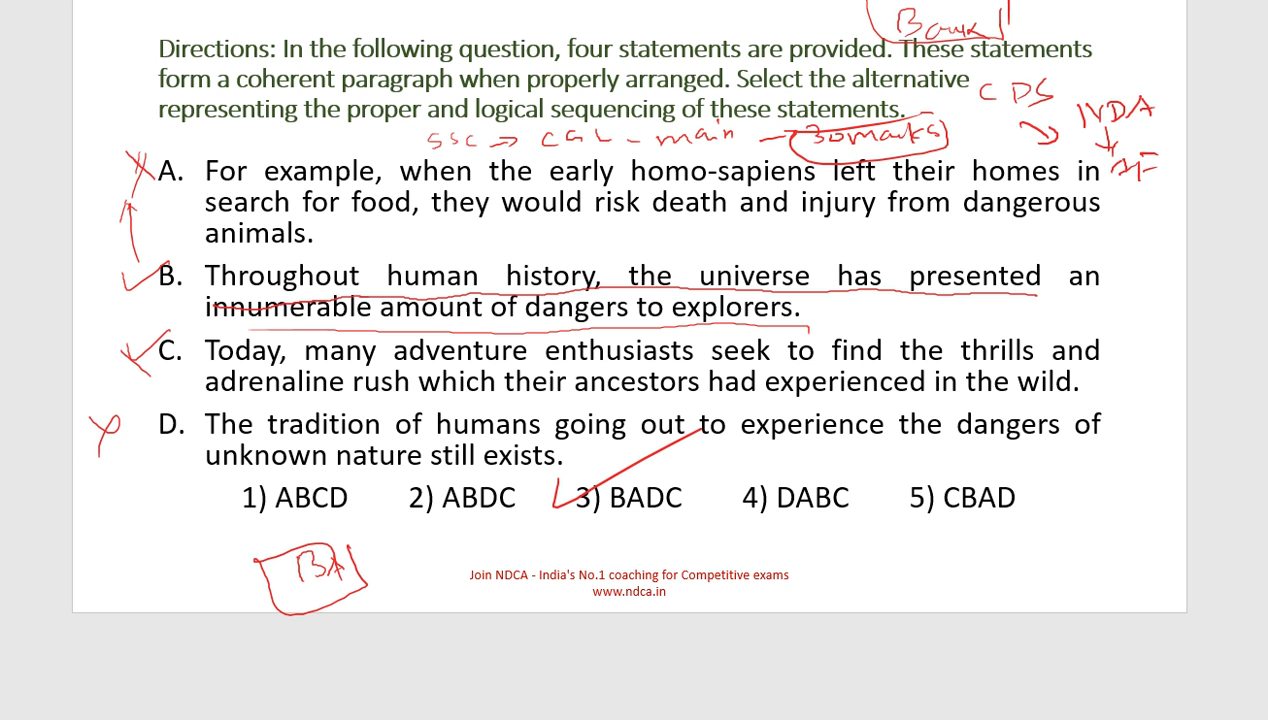 Bank
Directions: In the following question, four statements are provided. These statements
form a coherent paragraph when properly arranged. Select the alternative
CDS
representing the proper and logical sequencing of these statements.
NDA
SSC → CGL - main - 30 marks
AF
A. For example, when the early homo-sapiens left their homes in
search for food, they would risk death and injury from dangerous
animals.
B. Throughout human history, the universe has presented an
innumerable amount of dangers to explorers.
C. Today, many adventure enthusiasts seek to find the thrills and
adrenaline rush which their ancestors had experienced in the wild.
D. The tradition of humans going out to experience the dangers of
unknown nature still exists.
1) ABCD 2) ABDC 3) BADC 4) DABC 5) CBAD
BA
Join NDCA - India's No.1 coaching for Competitive exams
www.ndca.in